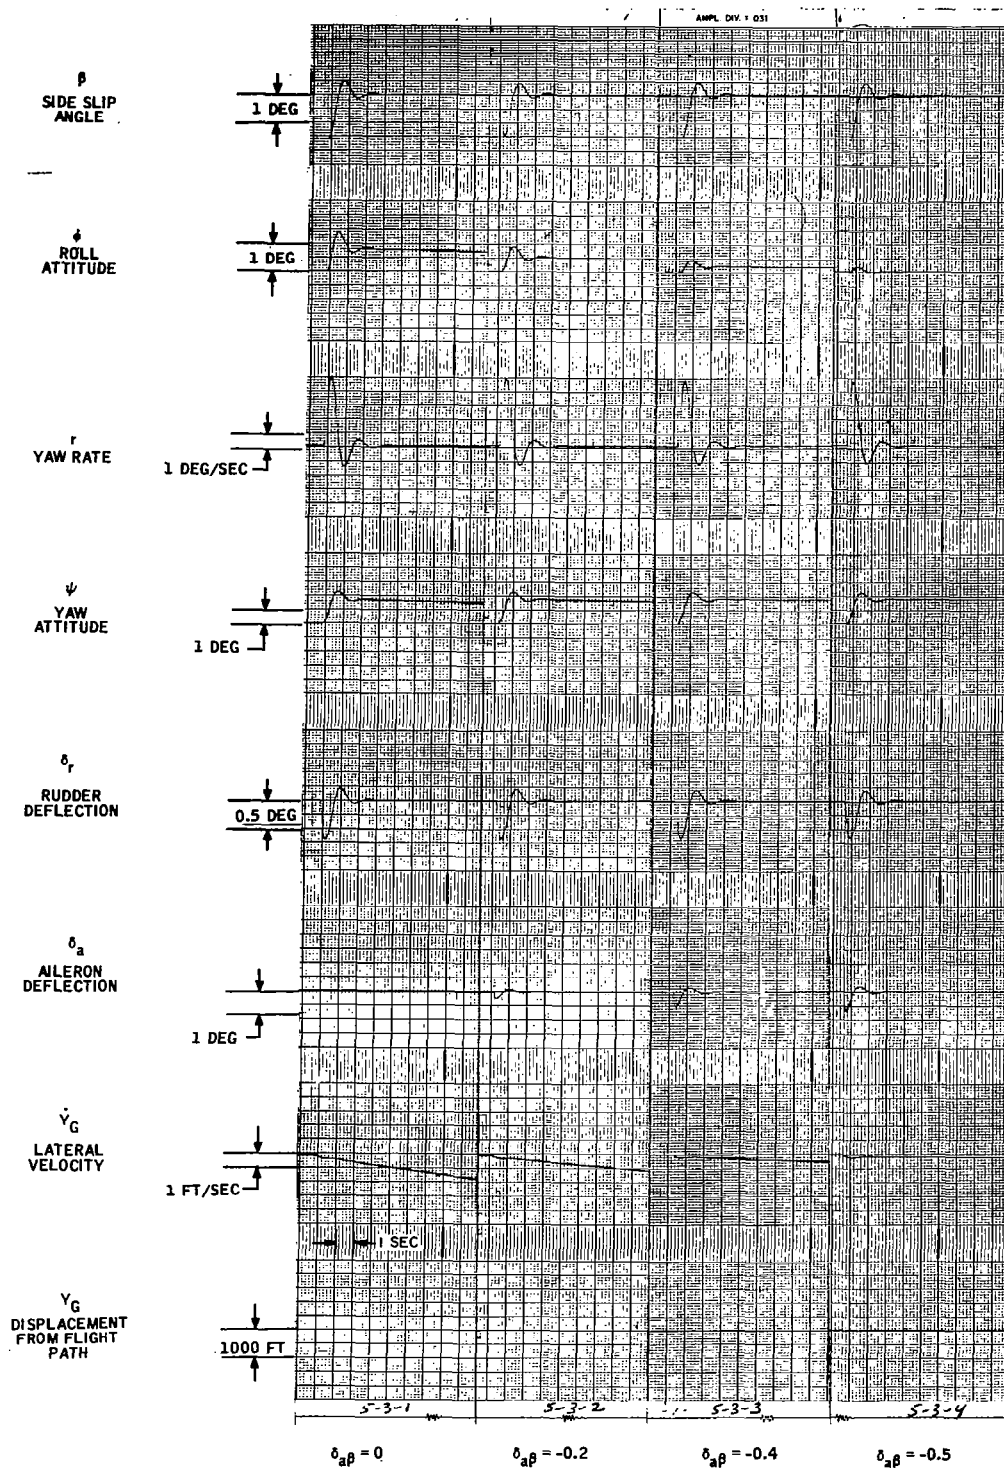 AMPL. DIV. = .031
β
SIDE SLIP
ANGLE
1 DEG
ϕ
ROLL
ATTITUDE
1 DEG
r
YAW RATE
1 DEG/SEC
ψ
YAW
ATTITUDE
1 DEG
δr
RUDDER
DEFLECTION
0.5 DEG
δa
AILERON
DEFLECTION
1 DEG
ẎG
LATERAL
VELOCITY
1 FT/SEC
1 SEC
YG
DISPLACEMENT
FROM FLIGHT
PATH
1000 FT
5-3-1
5-3-2
5-3-3
5-3-4
δaβ = 0
δaβ = -0.2
δaβ = -0.4
δaβ = -0.5